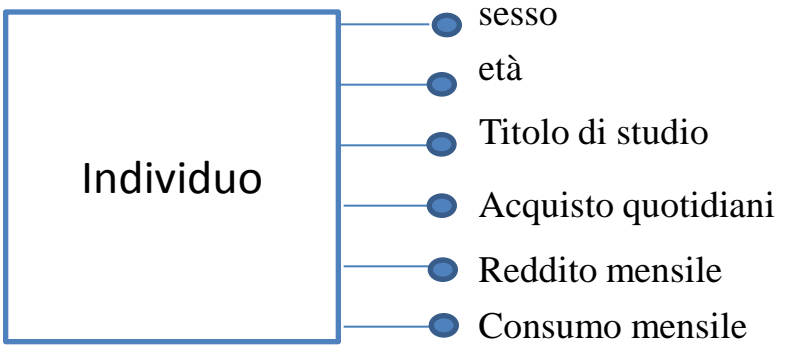 sesso
età
Titolo di studio
Individuo
Acquisto quotidiani
Reddito mensile
Consumo mensile